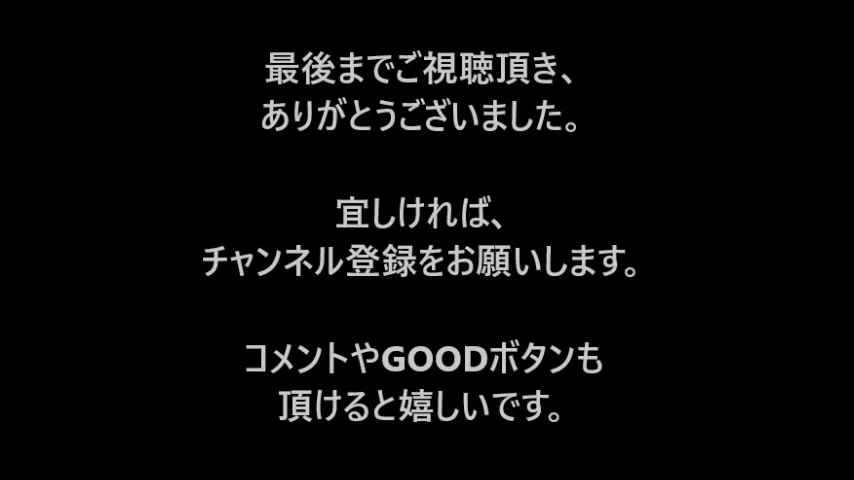 最後までご視聴頂き、
ありがとうございました。
宜しければ、
チャンネル登録をお願いします。
コメントやGOODボタンも
頂けると嬉しいです。